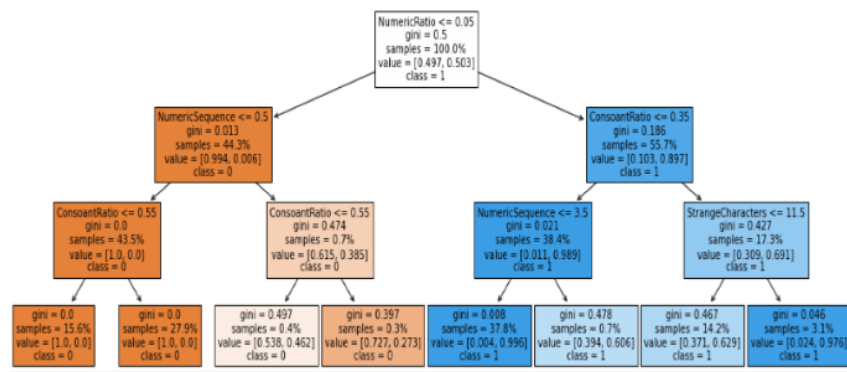 NumericRatio <= 0.05
gini = 0.5
samples = 100.0%
value = [0.497, 0.503]
class = 1
NumericSequence <= 0.5
gini = 0.013
samples = 44.3%
value = [0.994, 0.006]
class = 0
ConsoantRatio <= 0.35
gini = 0.186
samples = 55.7%
value = [0.103, 0.897]
class = 1
ConsoantRatio <= 0.55
gini = 0.0
samples = 43.5%
value = [1.0, 0.0]
class = 0
ConsoantRatio <= 0.55
gini = 0.474
samples = 0.7%
value = [0.615, 0.385]
class = 0
NumericSequence <= 3.5
gini = 0.021
samples = 38.4%
value = [0.011, 0.989]
class = 1
StrangeCharacters <= 11.5
gini = 0.427
samples = 17.3%
value = [0.309, 0.691]
class = 1
gini = 0.0
samples = 15.6%
value = [1.0, 0.0]
class = 0
gini = 0.0
samples = 27.9%
value = [1.0, 0.0]
class = 0
gini = 0.497
samples = 0.4%
value = [0.538, 0.462]
class = 0
gini = 0.397
samples = 0.3%
value = [0.727, 0.273]
class = 0
gini = 0.008
samples = 37.8%
value = [0.004, 0.996]
class = 1
gini = 0.478
samples = 0.7%
value = [0.394, 0.606]
class = 1
gini = 0.467
samples = 14.2%
value = [0.371, 0.629]
class = 1
gini = 0.046
samples = 3.1%
value = [0.024, 0.976]
class = 1